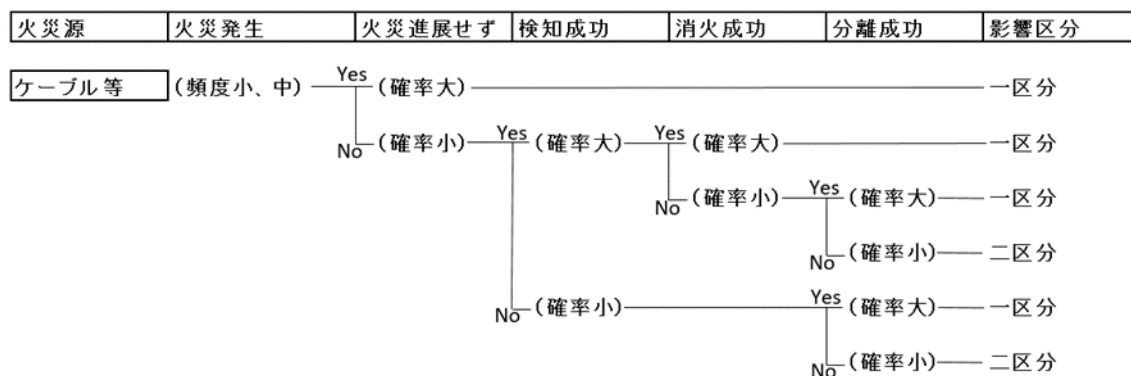 火災源 火災発生 火災進展せず 検知成功 消火成功 分離成功 影響区分
ケーブル等 (頻度小、中) Yes (確率大) 一区分
No (確率小) Yes (確率大) Yes (確率大) 一区分
No (確率小) Yes (確率大) 一区分
No (確率小) 二区分
No (確率小) Yes (確率大) 一区分
No (確率小) 二区分